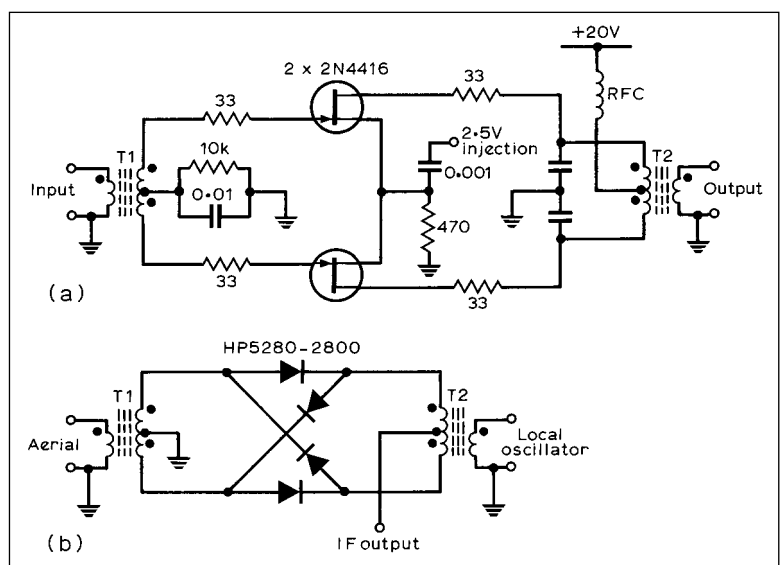 +20V
2 x 2N4416
33
33
RFC
10k
2·5V
injection
T1
T2
0·001
Input
0·01
Output
470
33
33
(a)
HP5280-2800
T1
T2
Aerial
Local
oscillator
IF output
(b)